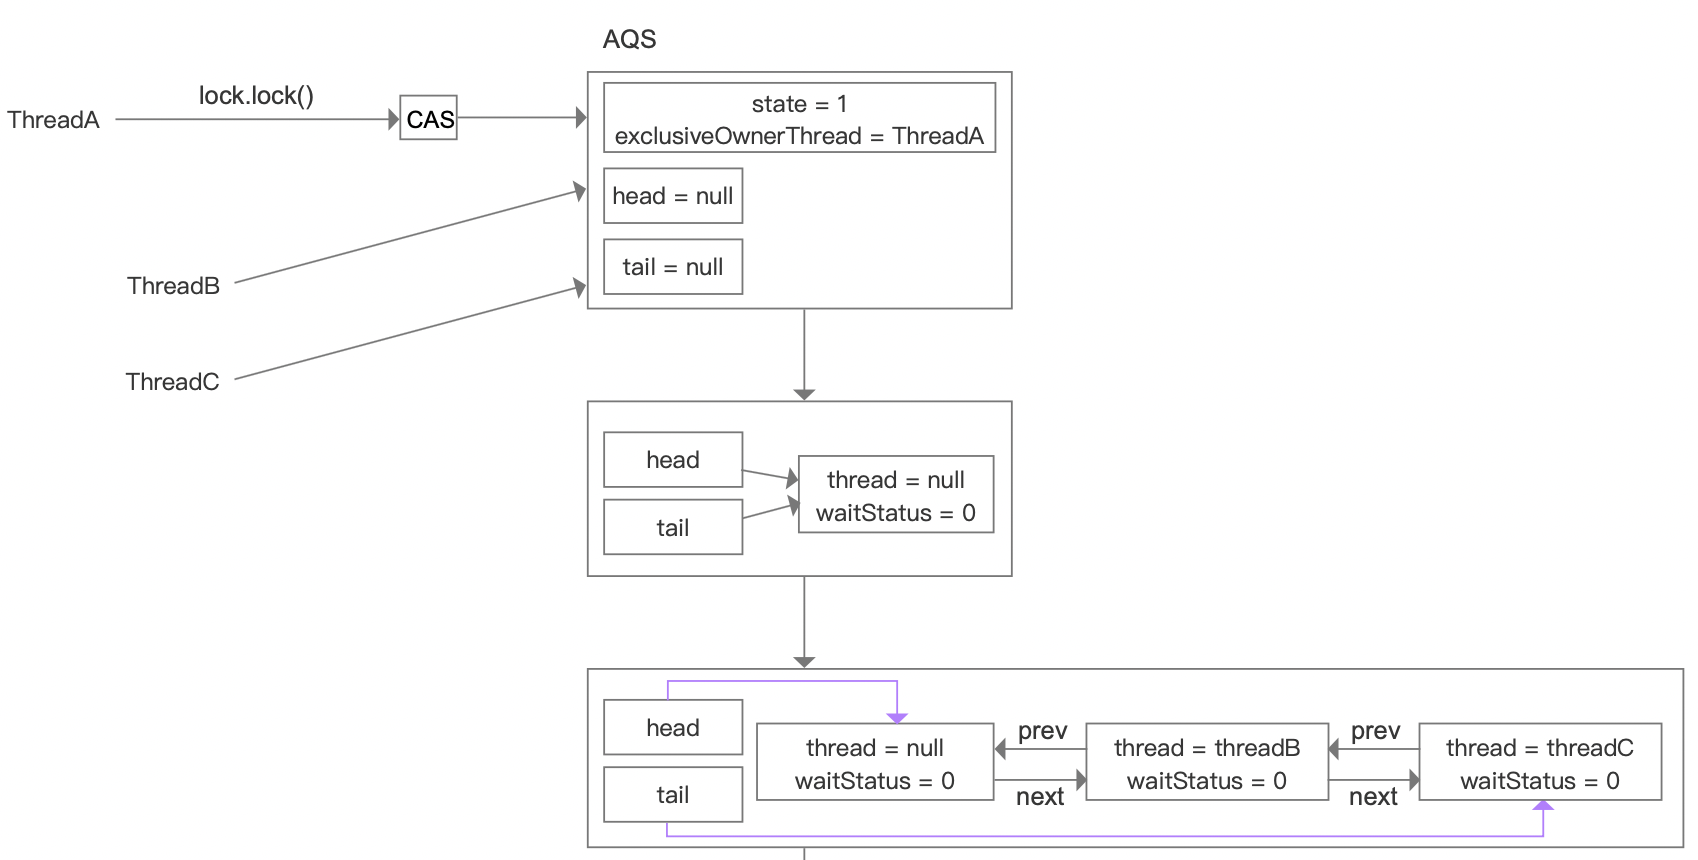 AQS
lock.lock()
ThreadA
CAS
state = 1
exclusiveOwnerThread = ThreadA
head = null
tail = null
ThreadB
ThreadC
head
tail
thread = null
waitStatus = 0
head
tail
thread = null
waitStatus = 0
prev
next
thread = threadB
waitStatus = 0
prev
next
thread = threadC
waitStatus = 0